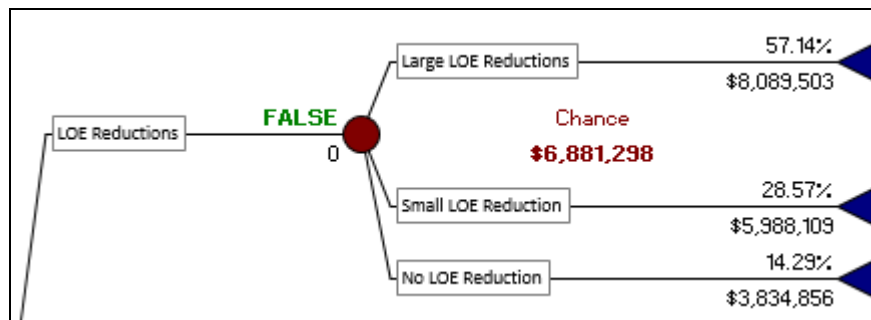 Large LOE Reductions
57.14%
$8,089,503
LOE Reductions
FALSE
0
Chance
$6,881,298
Small LOE Reduction
28.57%
$5,988,109
No LOE Reduction
14.29%
$3,834,856